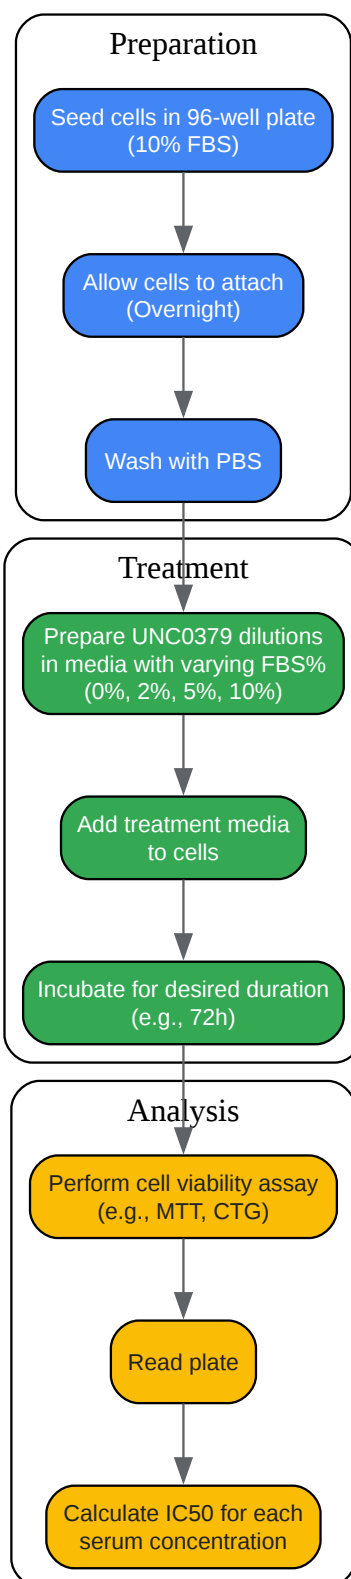 Preparation
Seed cells in 96-well plate
(10% FBS)
Allow cells to attach
(Overnight)
Wash with PBS
Treatment
Prepare UNC0379 dilutions
in media with varying FBS%
(0%, 2%, 5%, 10%)
Add treatment media
to cells
Incubate for desired duration
(e.g., 72h)
Analysis
Perform cell viability assay
(e.g., MTT, CTG)
Read plate
Calculate IC50 for each
serum concentration